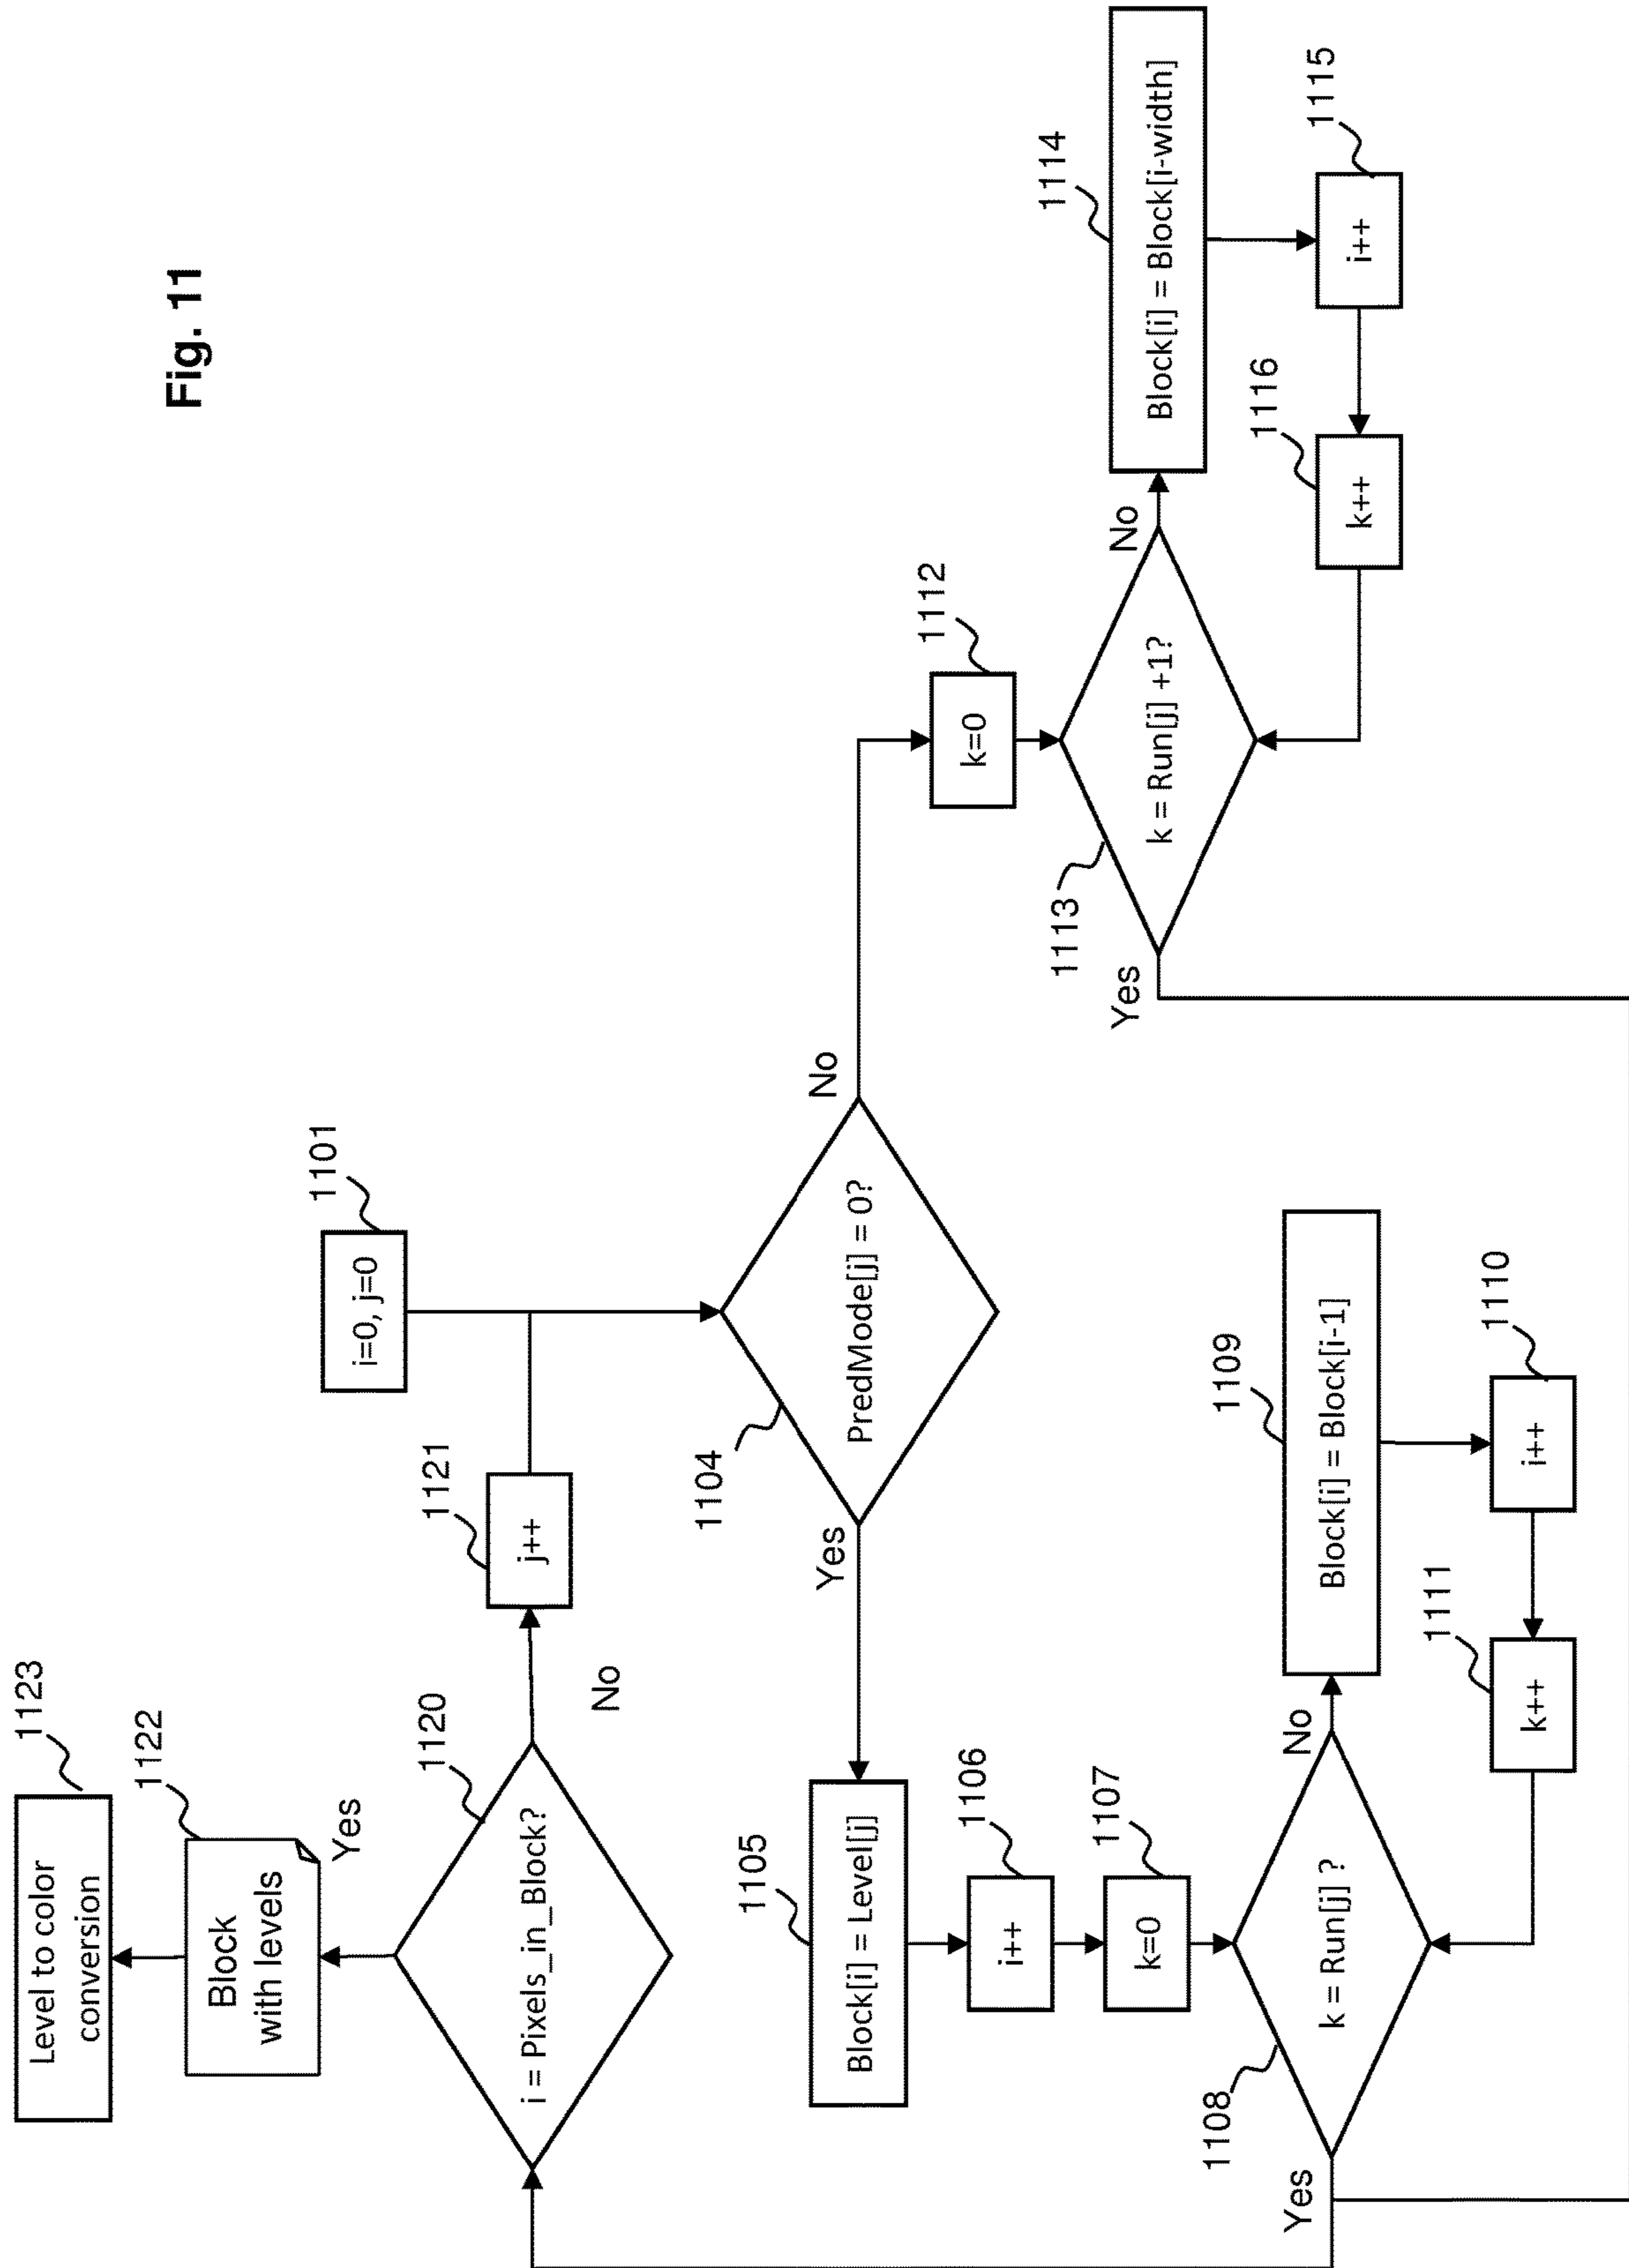 Fig. 11
1101
i=0, j=0
1123
Level to color
conversion
1122
Block
with levels
Yes
1120
i = Pixels_in_Block?
No
1121
j++
1104
PredMode[j] = 0?
Yes
No
1105
Block[i] = Level[j]
1106
i++
1107
k=0
1108
k = Run[j] ?
Yes
No
1109
Block[i] = Block[i-1]
1110
i++
1111
k++
1112
k=0
1113
k = Run[j] +1?
Yes
No
1114
Block[i] = Block[i-width]
1115
i++
1116
k++